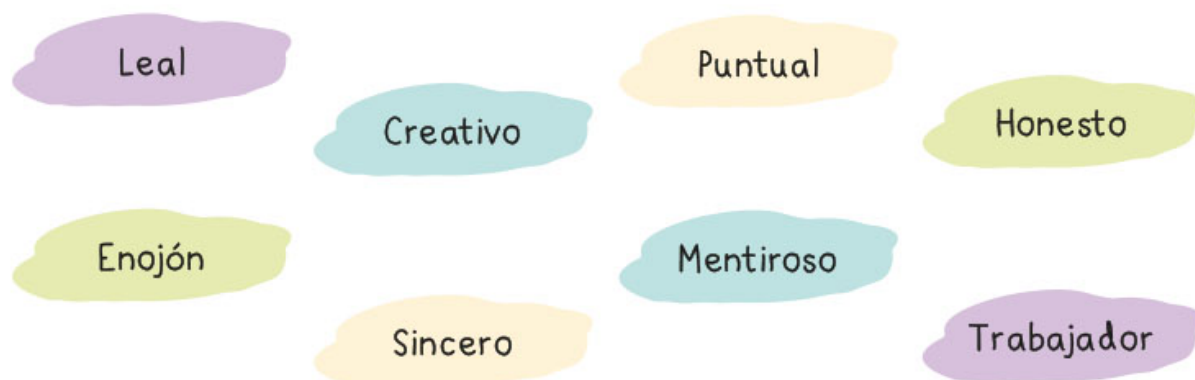 Leal
Puntual
Creativo
Honesto
Enojón
Mentiroso
Sincero
Trabajador